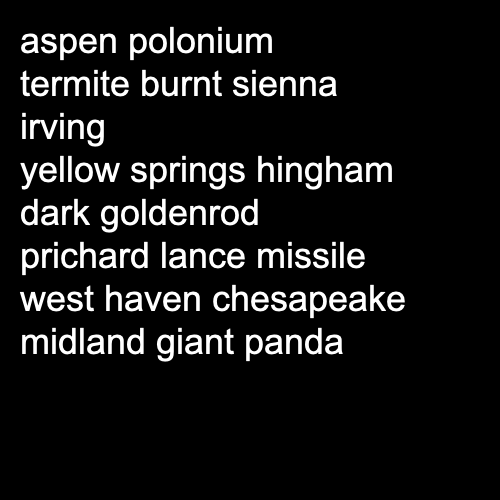 aspen polonium
termite burnt sienna
irving
yellow springs hingham
dark goldenrod
prichard lance missile
west haven chesapeake
midland giant panda